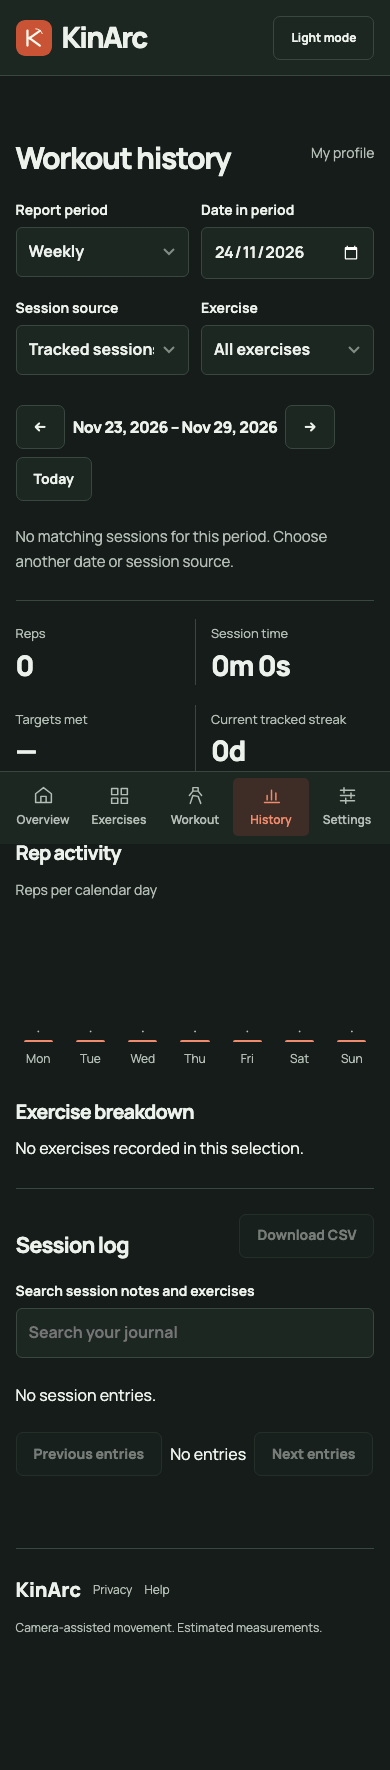 KinArc
Light mode
Workout history
My profile
Report period
Date in period
Weekly
24/11/2026
Session source
Exercise
Tracked sessions
All exercises
← Nov 23, 2026 – Nov 29, 2026 →
Today
No matching sessions for this period. Choose
another date or session source.
Reps
Session time
0
0m 0s
Targets met
Current tracked streak
—
0d
Overview
Exercises
Workout
History
Settings
Rep activity
Reps per calendar day
Mon Tue Wed Thu Fri Sat Sun
Exercise breakdown
No exercises recorded in this selection.
Session log
Download CSV
Search session notes and exercises
Search your journal
No session entries.
Previous entries
No entries
Next entries
KinArc Privacy Help
Camera-assisted movement. Estimated measurements.